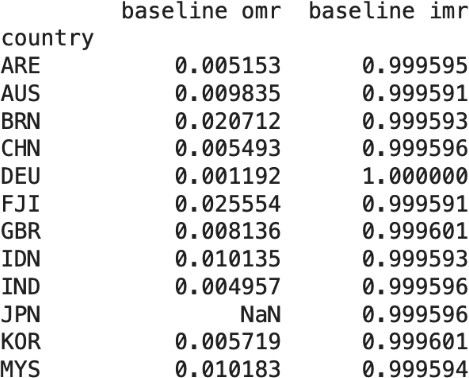 baseline omr baseline imr
country
ARE 0.005153 0.999595
AUS 0.009835 0.999591
BRN 0.020712 0.999593
CHN 0.005493 0.999596
DEU 0.001192 1.000000
FJI 0.025554 0.999591
GBR 0.008136 0.999601
IDN 0.010135 0.999593
IND 0.004957 0.999596
JPN NaN 0.999596
KOR 0.005719 0.999601
MYS 0.010183 0.999594